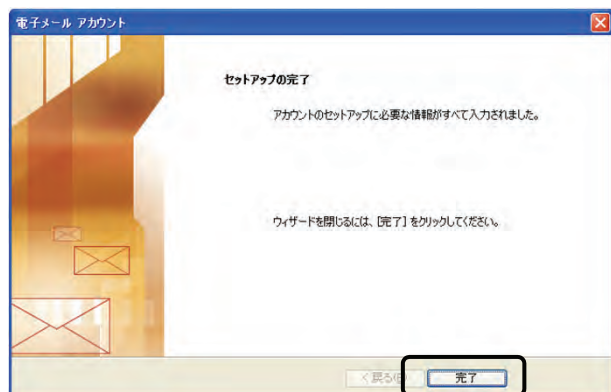 電子メール アカウント
セットアップの完了
アカウントのセットアップに必要な情報がすべて入力されました。
ウィザードを閉じるには、[完了] をクリックしてください。
< 戻る
完了